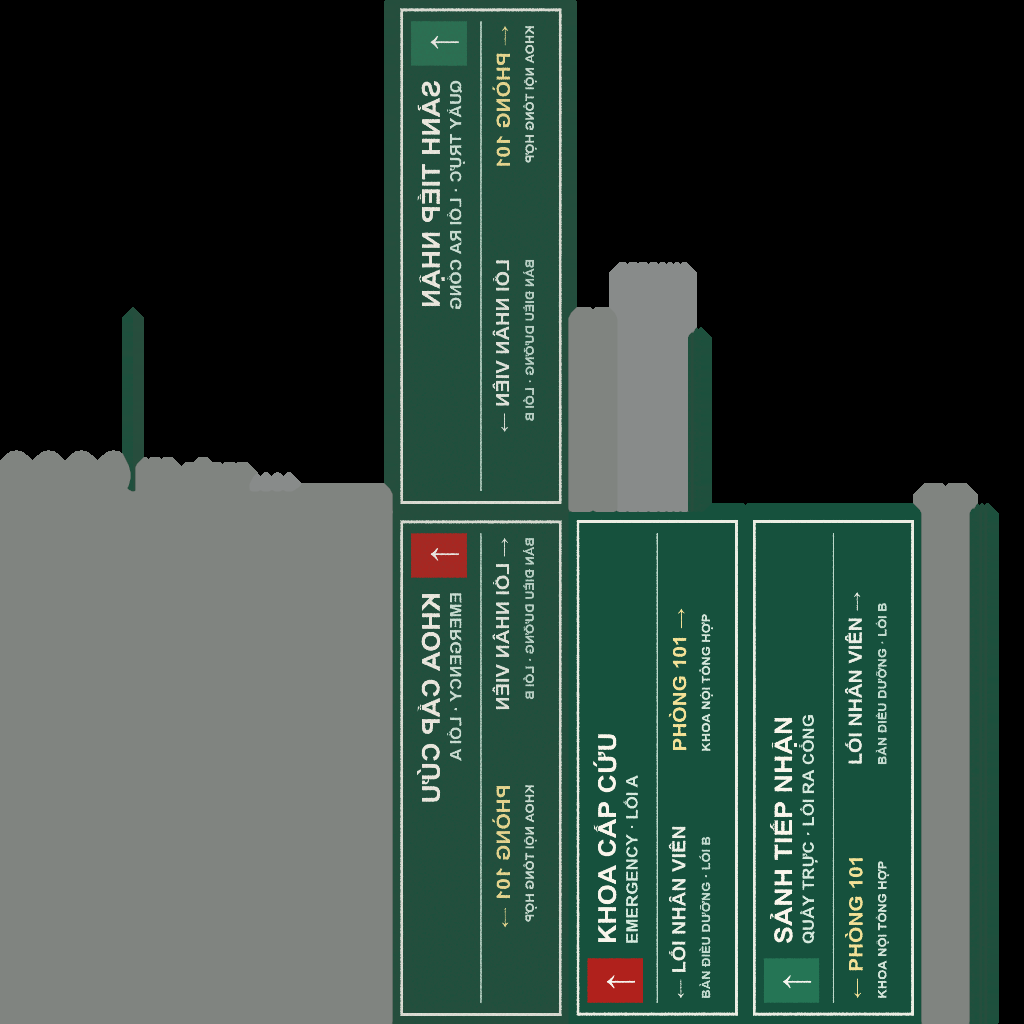 ↑ SẢNH TIẾP NHẬN
QUẦY TRỰC · LỐI RA CỔNG
← PHÒNG 101
KHOA NỘI TỔNG HỢP
LỐI NHÂN VIÊN →
BÀN ĐIỀU DƯỠNG · LỐI B
↑ KHOA CẤP CỨU
EMERGENCY · LỐI A
← LỐI NHÂN VIÊN
BÀN ĐIỀU DƯỠNG · LỐI B
PHÒNG 101 →
KHOA NỘI TỔNG HỢP
↑ KHOA CẤP CỨU
EMERGENCY · LỐI A
← LỐI NHÂN VIÊN
BÀN ĐIỀU DƯỠNG · LỐI B
PHÒNG 101 →
KHOA NỘI TỔNG HỢP
↑ SẢNH TIẾP NHẬN
QUẦY TRỰC · LỐI RA CỔNG
← PHÒNG 101
KHOA NỘI TỔNG HỢP
LỐI NHÂN VIÊN →
BÀN ĐIỀU DƯỠNG · LỐI B